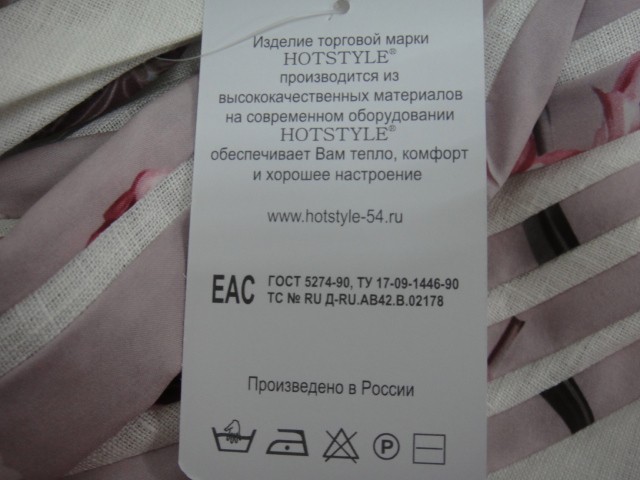 Изделие торговой марки
HOTSTYLE®
производится из
высококачественных материалов
на современном оборудовании
HOTSTYLE®
обеспечивает Вам тепло, комфорт
и хорошее настроение
www.hotstyle-54.ru
EAC ГОСТ 5274-90, ТУ 17-09-1446-90
ТС № RU Д-RU.АВ42.В.02178
Произведено в России
P